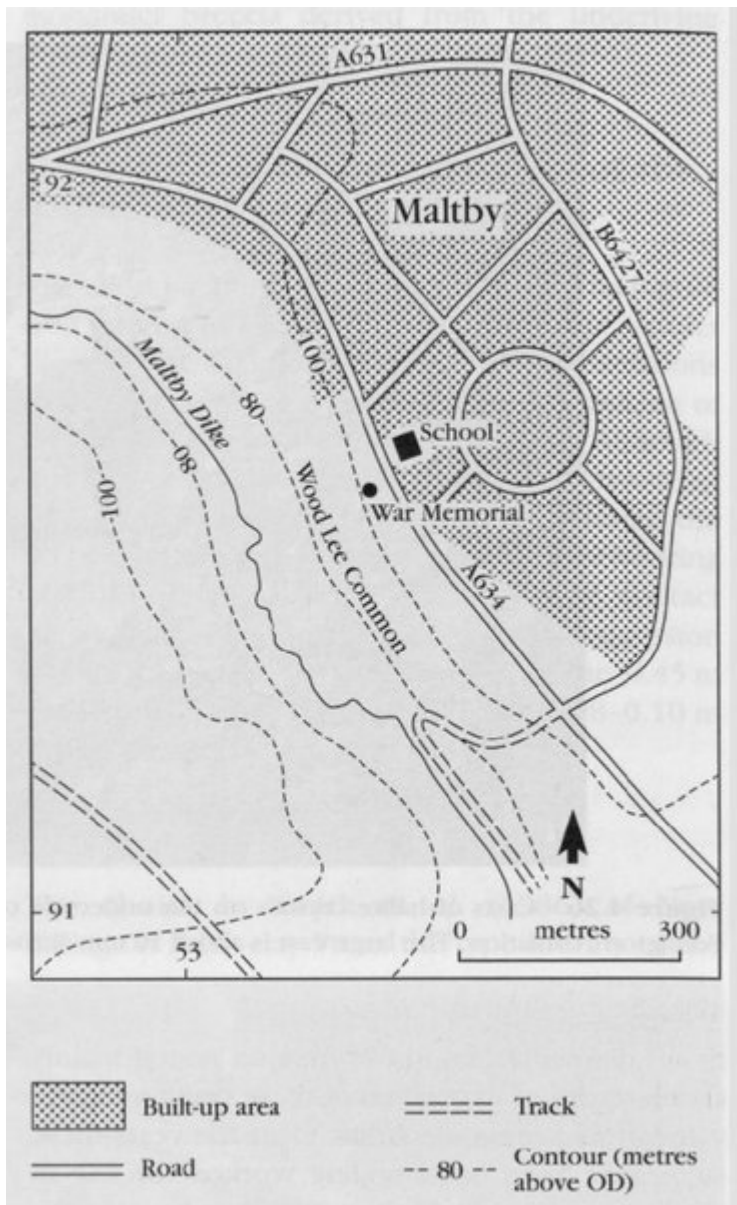 A631
92
Maltby
B6427
100
Maltby Dike
80
School
80
100
War Memorial
Wood Lee Common
A634
N
91
0 metres 300
53
Built-up area
Track
Road
80
Contour (metres
above OD)